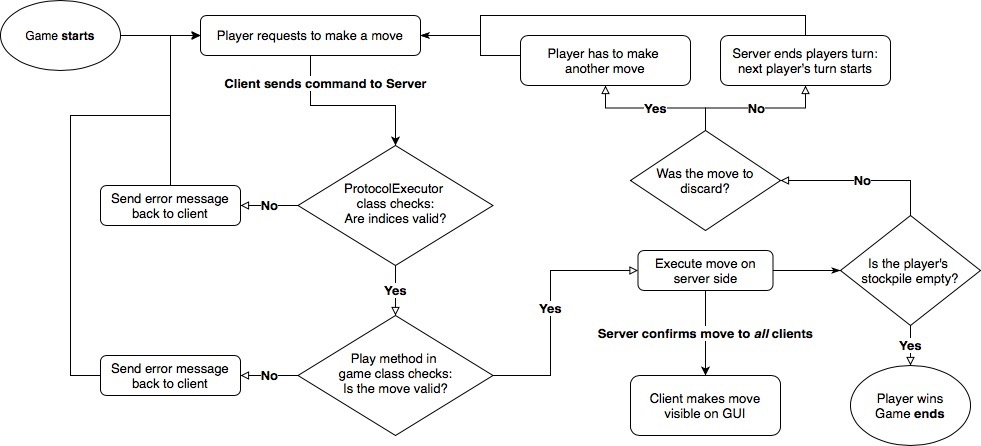 Game starts
Player requests to make a move
Player has to make
another move
Server ends players turn:
next player's turn starts
Client sends command to Server
Yes
No
Was the move to
discard?
No
ProtocolExecutor
class checks:
Are indices valid?
No
Send error message
back to client
Yes
Execute move on
server side
Is the player's
stockpile empty?
Yes
Server confirms move to all clients
Yes
Play method in
game class checks:
Is the move valid?
No
Send error message
back to client
Client makes move
visible on GUI
Player wins
Game ends